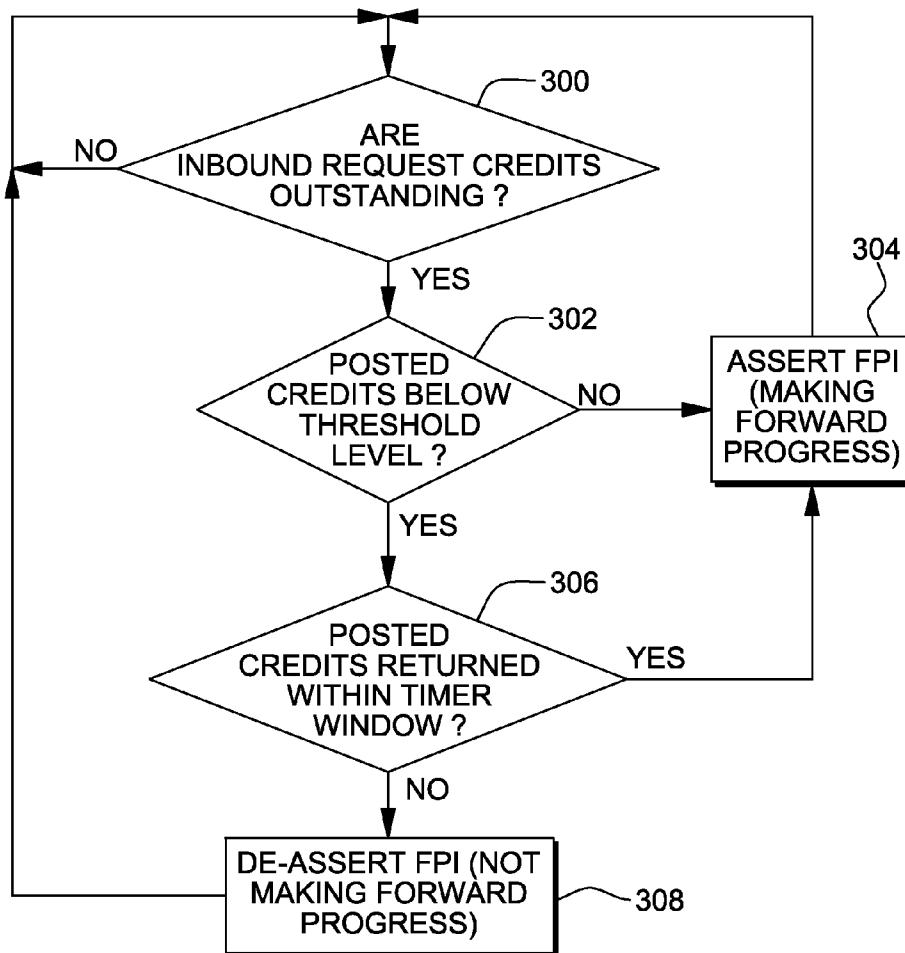 300
ARE
INBOUND REQUEST CREDITS
OUTSTANDING ?
NO
YES
302
POSTED
CREDITS BELOW
THRESHOLD
LEVEL ?
NO
YES
304
ASSERT FPI
(MAKING
FORWARD
PROGRESS)
306
POSTED
CREDITS RETURNED
WITHIN TIMER
WINDOW ?
YES
NO
DE-ASSERT FPI (NOT
MAKING FORWARD
PROGRESS)
308